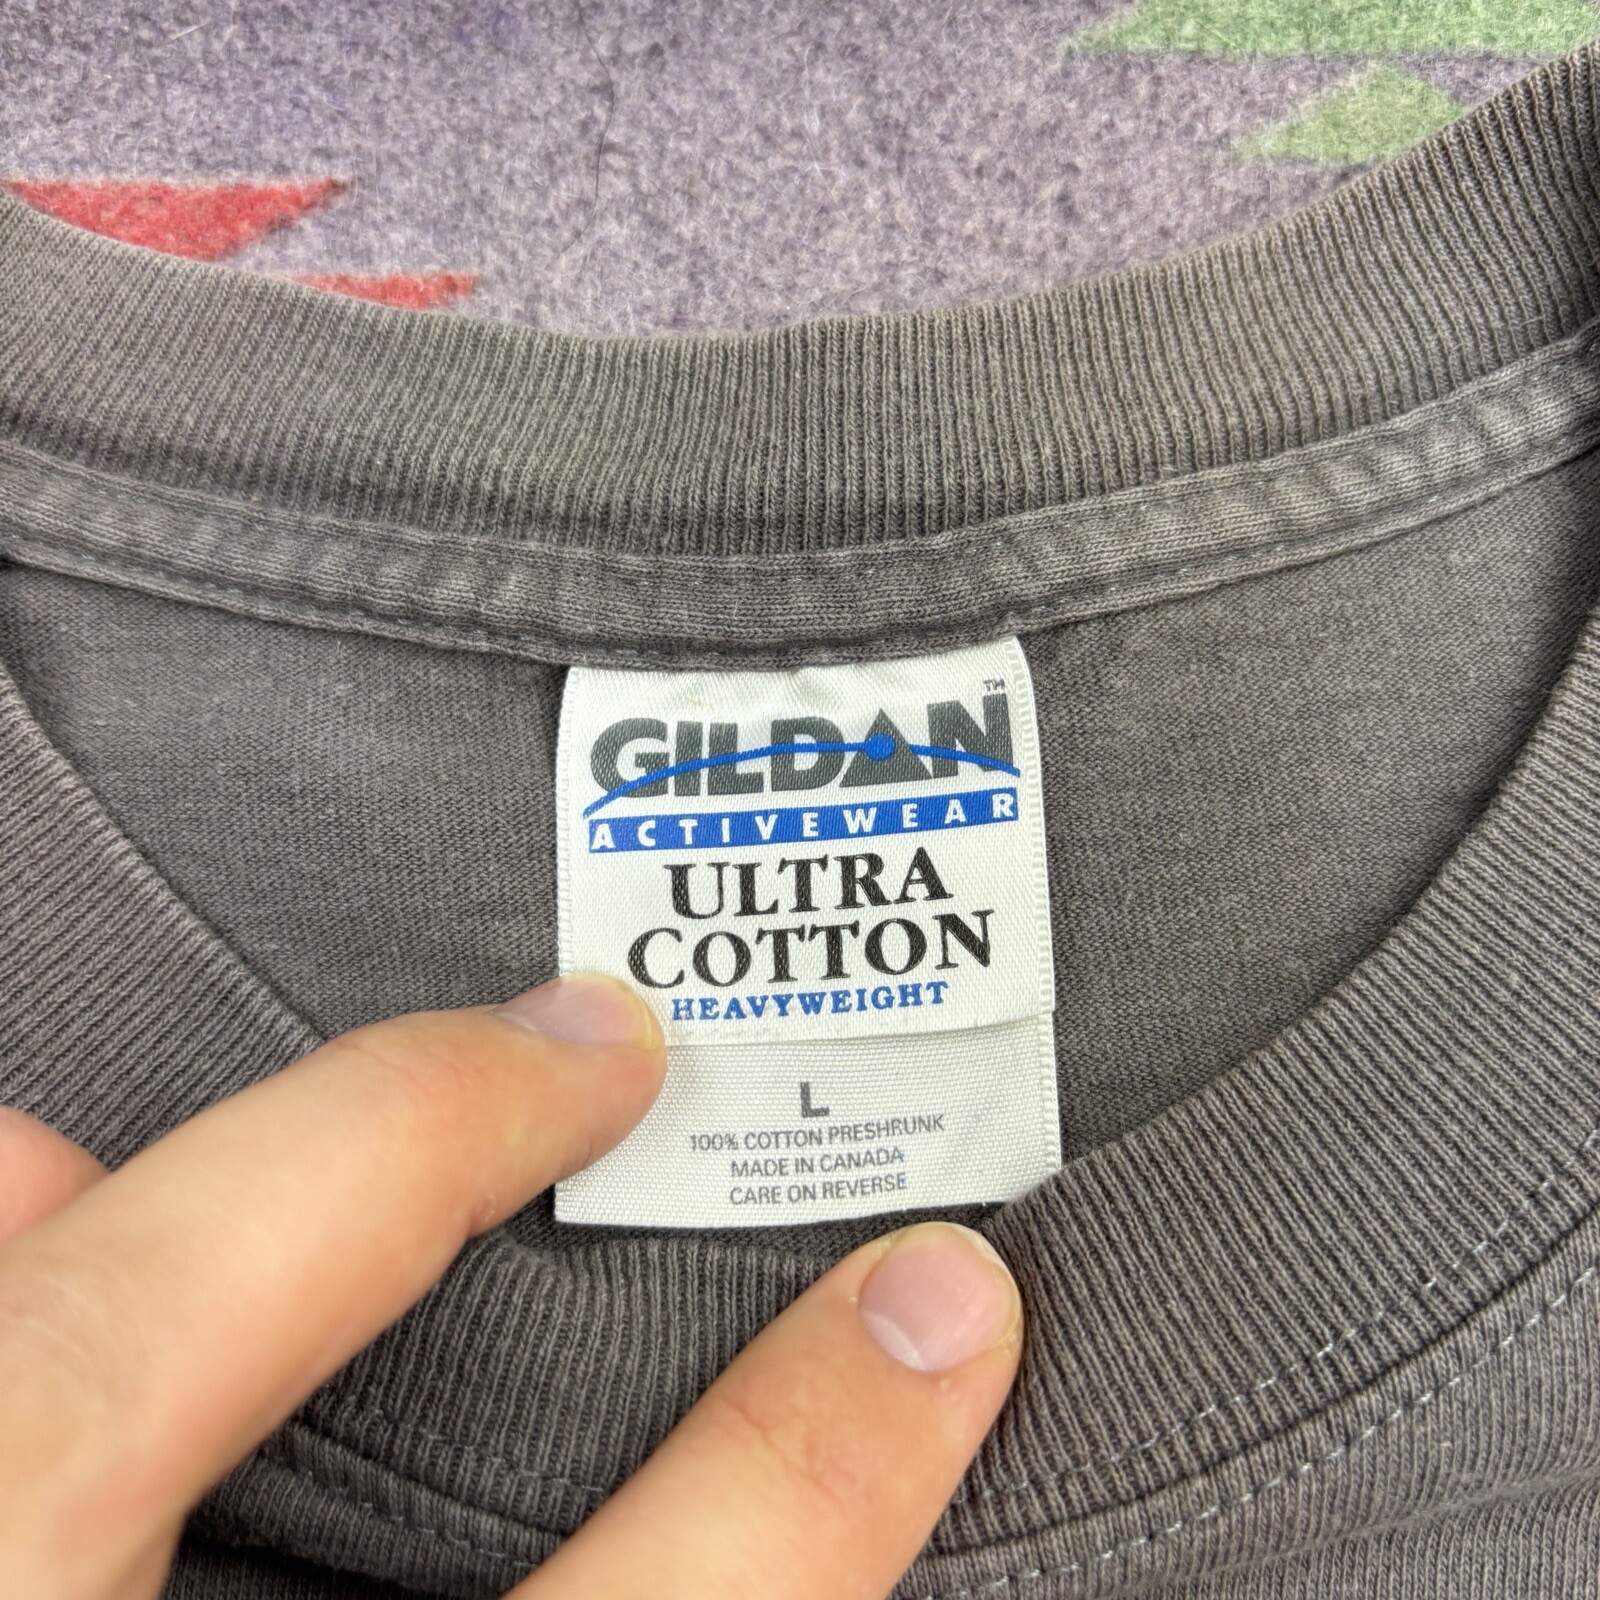 GILDAN™
ACTIVEWEAR
ULTRA
COTTON
HEAVYWEIGHT
L
100% COTTON PRESHRUNK
MADE IN CANADA
CARE ON REVERSE